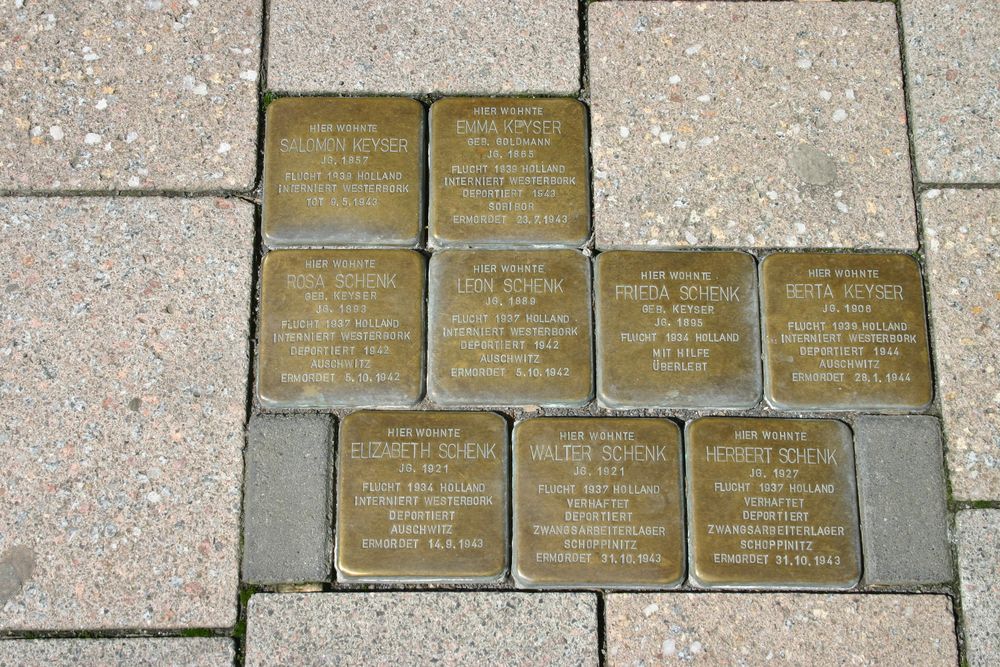 HIER WOHNTE
SALOMON KEYSER
JG. 1857
FLUCHT 1939 HOLLAND
INTERNIERT WESTERBORK
TOT 9.5.1943
HIER WOHNTE
EMMA KEYSER
GEB. GOLDMANN
JG. 1865
FLUCHT 1939 HOLLAND
INTERNIERT WESTERBORK
DEPORTIERT 1943
SOBIBOR
ERMORDET 23.7.1943
HIER WOHNTE
ROSA SCHENK
GEB. KEYSER
JG. 1893
FLUCHT 1937 HOLLAND
INTERNIERT WESTERBORK
DEPORTIERT 1942
AUSCHWITZ
ERMORDET 5.10.1942
HIER WOHNTE
LEON SCHENK
JG. 1889
FLUCHT 1937 HOLLAND
INTERNIERT WESTERBORK
DEPORTIERT 1942
AUSCHWITZ
ERMORDET 5.10.1942
HIER WOHNTE
FRIEDA SCHENK
GEB. KEYSER
JG. 1895
FLUCHT 1934 HOLLAND
MIT HILFE
ÜBERLEBT
HIER WOHNTE
BERTA KEYSER
JG. 1908
FLUCHT 1939 HOLLAND
INTERNIERT WESTERBORK
DEPORTIERT 1944
AUSCHWITZ
ERMORDET 28.1.1944
HIER WOHNTE
ELIZABETH SCHENK
JG. 1921
FLUCHT 1934 HOLLAND
INTERNIERT WESTERBORK
DEPORTIERT
AUSCHWITZ
ERMORDET 14.9.1943
HIER WOHNTE
WALTER SCHENK
JG. 1921
FLUCHT 1937 HOLLAND
VERHAFTET
DEPORTIERT
ZWANGSARBEITERLAGER
SCHOPPINITZ
ERMORDET 31.10.1943
HIER WOHNTE
HERBERT SCHENK
JG. 1927
FLUCHT 1937 HOLLAND
VERHAFTET
DEPORTIERT
ZWANGSARBEITERLAGER
SCHOPPINITZ
ERMORDET 31.10.1943